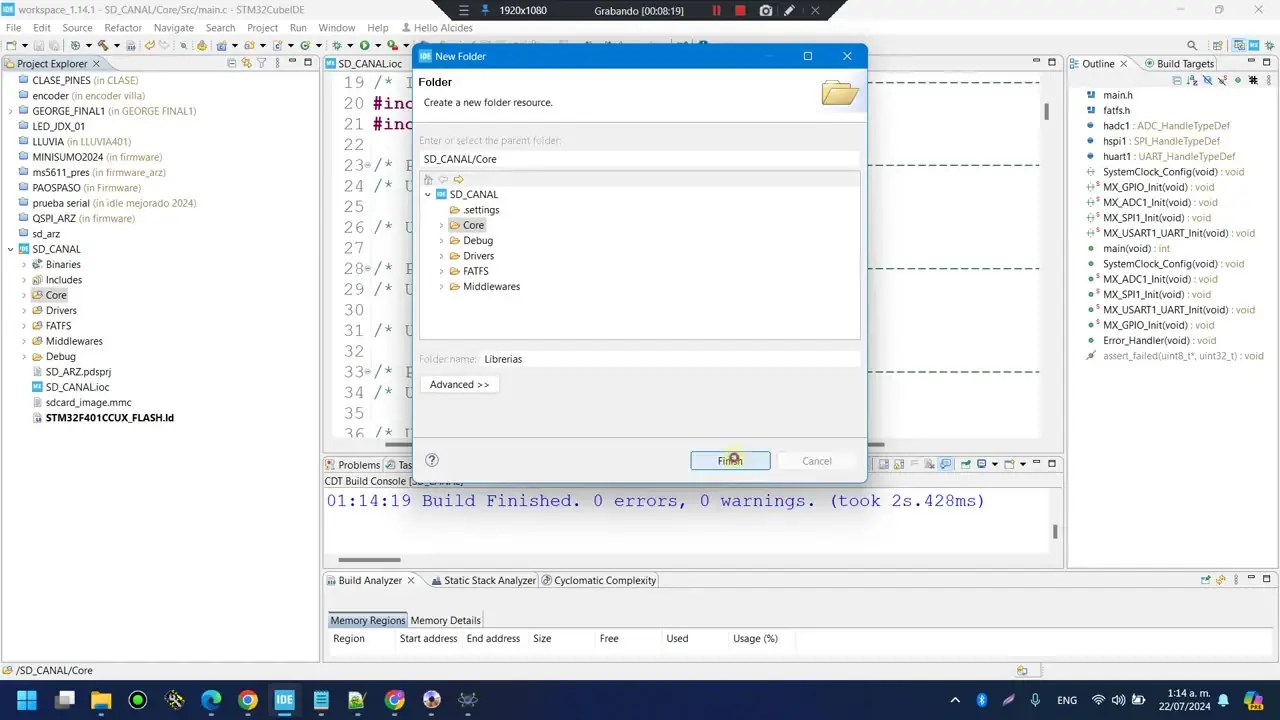 workspace_1.14.1 - SD_CANAL/Core/Src/main.c - STM32CubeIDE
1920x1080
Grabando [00:08:19]
File Edit Source Refactor Navigate Search Project Run Window Help Hello Alcides
Project Explorer
CLASE_PINES (in CLASE)
encoder (in encoder villa)
GEORGE_FINAL1 (in GEORGE FINAL1)
LED_JDX_01
LLUVIA (in LLUVIA401)
MINISUMO2024 (in firmware)
ms5611_pres (in firmware_arz)
PAOSPASO (in Firmware)
prueba serial (in idle mejorado 2024)
QSPI_ARZ (in firmware)
sd_arz
SD_CANAL
Binaries
Includes
Core
Drivers
FATFS
Middlewares
Debug
SD_ARZ.pdsprj
SD_CANAL.ioc
sdcard_image.mmc
STM32F401CCUX_FLASH.ld
SD_CANAL.ioc
19 /* I
20 #inc
21 #inc
22
23 /* P
24 /* U
25
26 /* U
27
28 /* P
29 /* U
30
31 /* U
32
33 /* P
34 /* U
35
36 /* U
IDE New Folder
Folder
Create a new folder resource.
Enter or select the parent folder:
SD_CANAL/Core
SD_CANAL
.settings
Core
Debug
Drivers
FATFS
Middlewares
Folder name: Librerias
Advanced >>
Finish
Cancel
Problems Tas
CDT Build Console [SD_CANAL]
01:14:19 Build Finished. 0 errors, 0 warnings. (took 2s.428ms)
Build Analyzer Static Stack Analyzer Cyclomatic Complexity
Memory Regions Memory Details
Region Start address End address Size Free Used Usage (%)
Outline Build Targets
main.h
fatfs.h
hadc1 : ADC_HandleTypeDef
hspi1 : SPI_HandleTypeDef
huart1 : UART_HandleTypeDef
SystemClock_Config(void) : void
MX_GPIO_Init(void) : void
MX_ADC1_Init(void) : void
MX_SPI1_Init(void) : void
MX_USART1_UART_Init(void) : void
main(void) : int
SystemClock_Config(void) : void
MX_ADC1_Init(void) : void
MX_SPI1_Init(void) : void
MX_USART1_UART_Init(void) : void
MX_GPIO_Init(void) : void
Error_Handler(void) : void
assert_failed(uint8_t*, uint32_t) : void
/SD_CANAL/Core
IDE
ENG
1:14 a. m.
22/07/2024